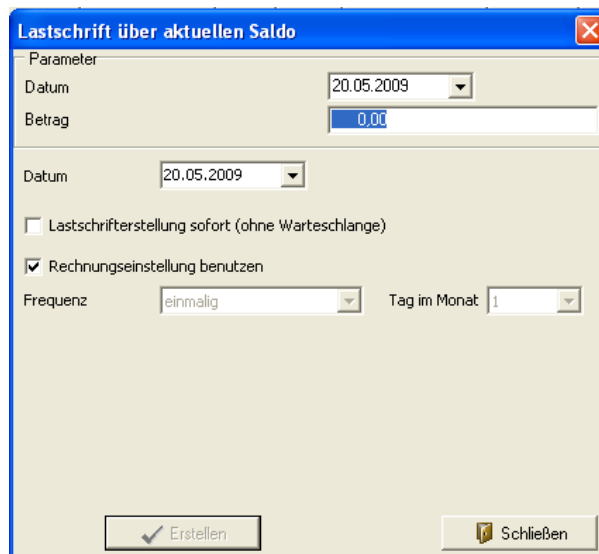 Lastschrift über aktuellen Saldo
Parameter
Datum 20.05.2009
Betrag 0,00
Datum 20.05.2009
Lastschrifterstellung sofort (ohne Warteschlange)
Rechnungseinstellung benutzen
Frequenz einmalig Tag im Monat 1
Erstellen Schließen